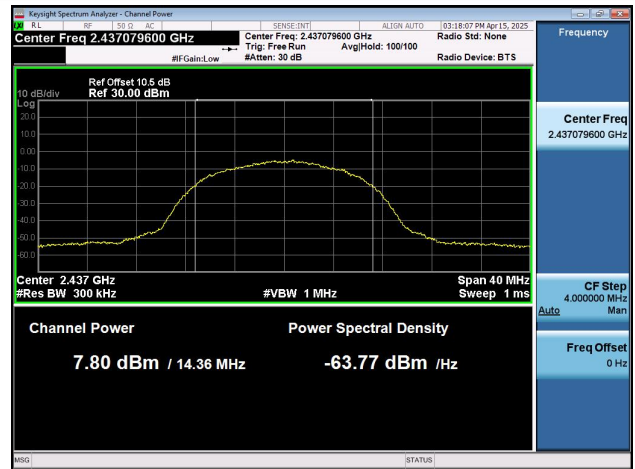 Keysight Spectrum Analyzer - Channel Power
LXI RL RF 50 Ω AC SENSE:INT ALIGN AUTO 03:18:07 PM Apr 15, 2025
Center Freq 2.437079600 GHz
Center Freq: 2.437079600 GHz
Radio Std: None
Trig: Free Run
Avg|Hold: 100/100
#IFGain:Low
#Atten: 30 dB
Radio Device: BTS
Ref Offset 10.5 dB
10 dB/div
Ref 30.00 dBm
Log
20.0
10.0
0.00
-10.0
-20.0
-30.0
-40.0
-50.0
-60.0
Center 2.437 GHz
Span 40 MHz
#Res BW 300 kHz
#VBW 1 MHz
Sweep 1 ms
Channel Power
Power Spectral Density
7.80 dBm / 14.36 MHz
-63.77 dBm /Hz
MSG
STATUS
Frequency
Center Freq
2.437079600 GHz
CF Step
4.000000 MHz
Auto Man
Freq Offset
0 Hz